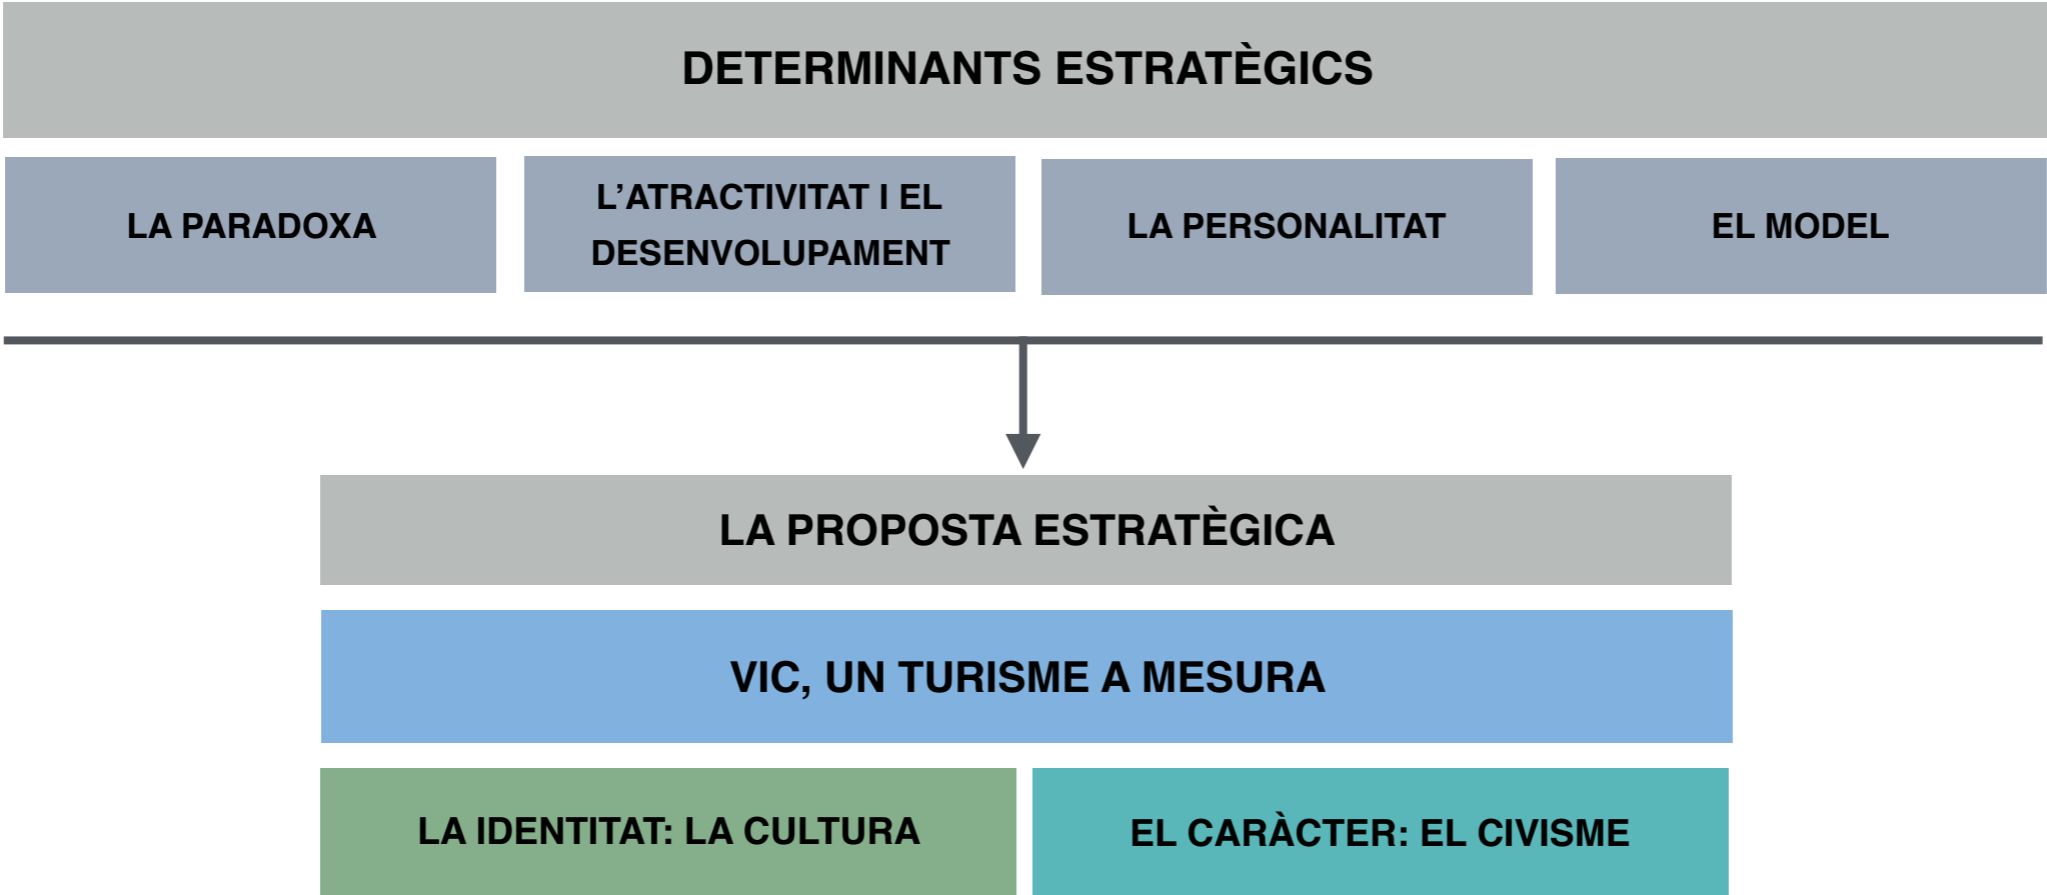 DETERMINANTS ESTRATÈGICS
LA PARADOXA
L’ATRACTIVITAT I EL
DESENVOLUPAMENT
LA PERSONALITAT
EL MODEL
LA PROPOSTA ESTRATÈGICA
VIC, UN TURISME A MESURA
LA IDENTITAT: LA CULTURA
EL CARÀCTER: EL CIVISME